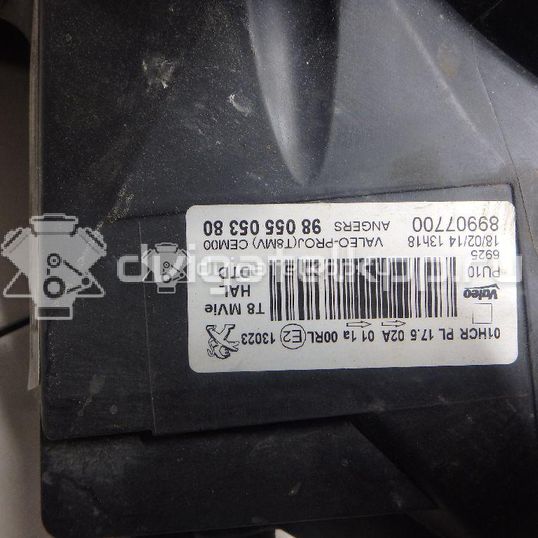 89907700
18/02/14 13H18
6925
PU10
Valeo
98 055 053 80
ANGERS
VALEO-PROJ(T8MV) CEM00
DTD
HAL
T8 MVie
01HCR PL 17.5 02A 01 1a 00RL E2 13023